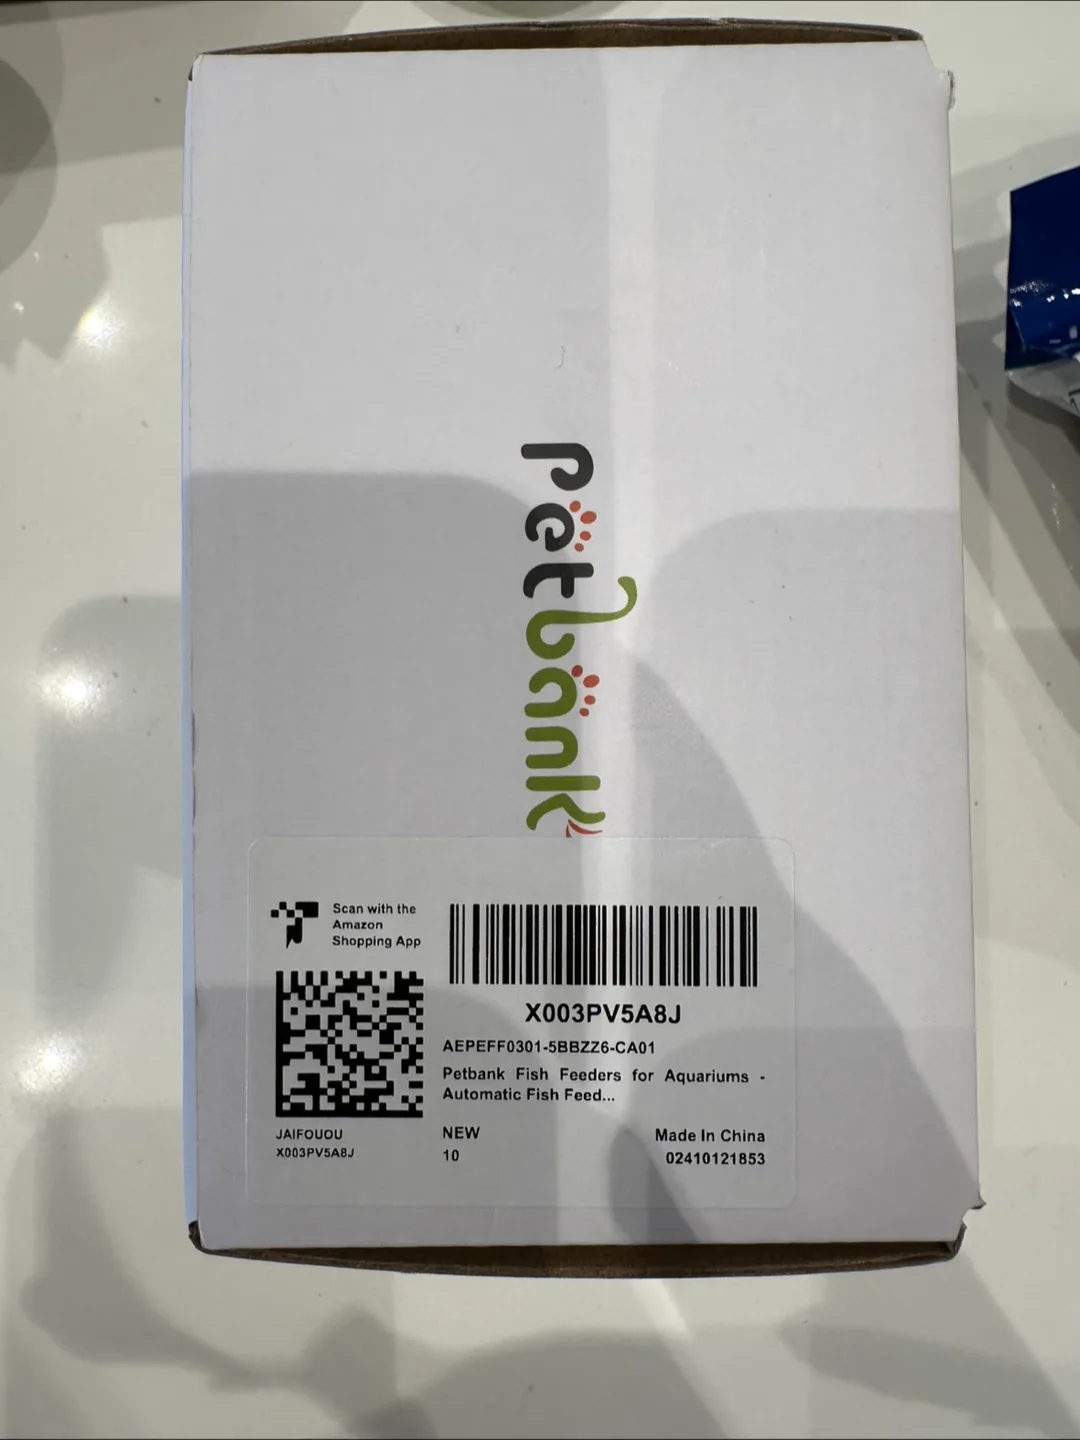 petbank
Scan with the
Amazon
Shopping App
X003PV5A8J
AEPEFF0301-5BBZZ6-CA01
Petbank Fish Feeders for Aquariums -
Automatic Fish Feed...
JAIFOUOU
X003PV5A8J
NEW
10
Made In China
02410121853